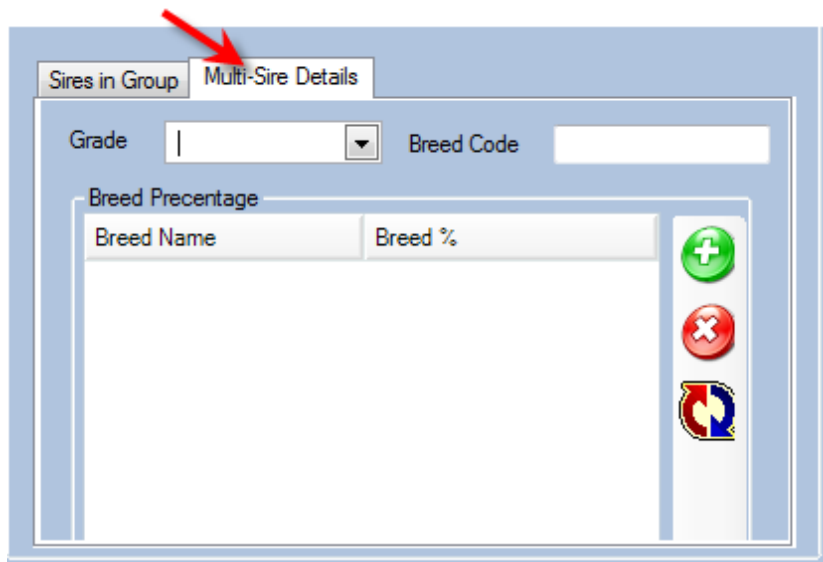 Sires in Group Multi-Sire Details
Grade Breed Code
Breed Precentage
Breed Name Breed %